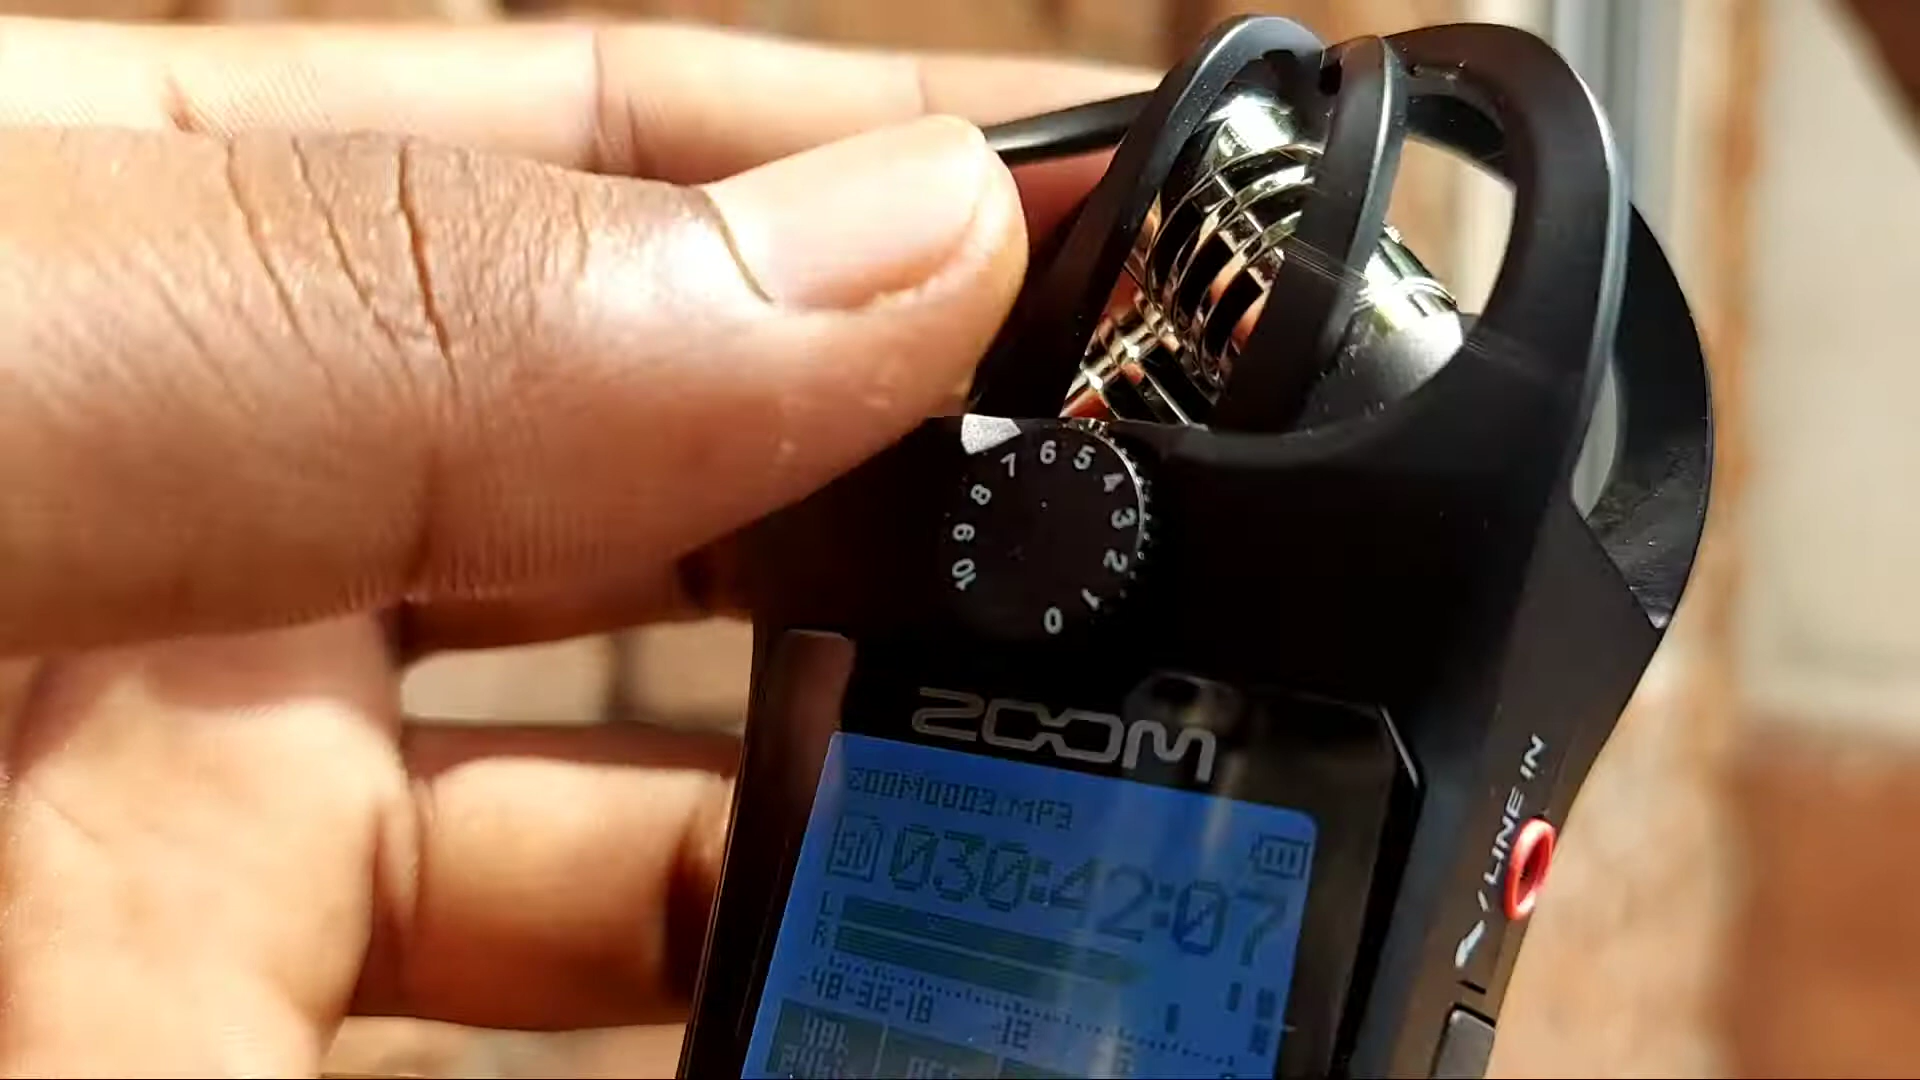 10 9 8 7 6 5 4 3 2 1 0
ZOOM
ZOOM0003.MP3
SD 030:42:07
L
R
-48-32-18 -12
/ LINE IN